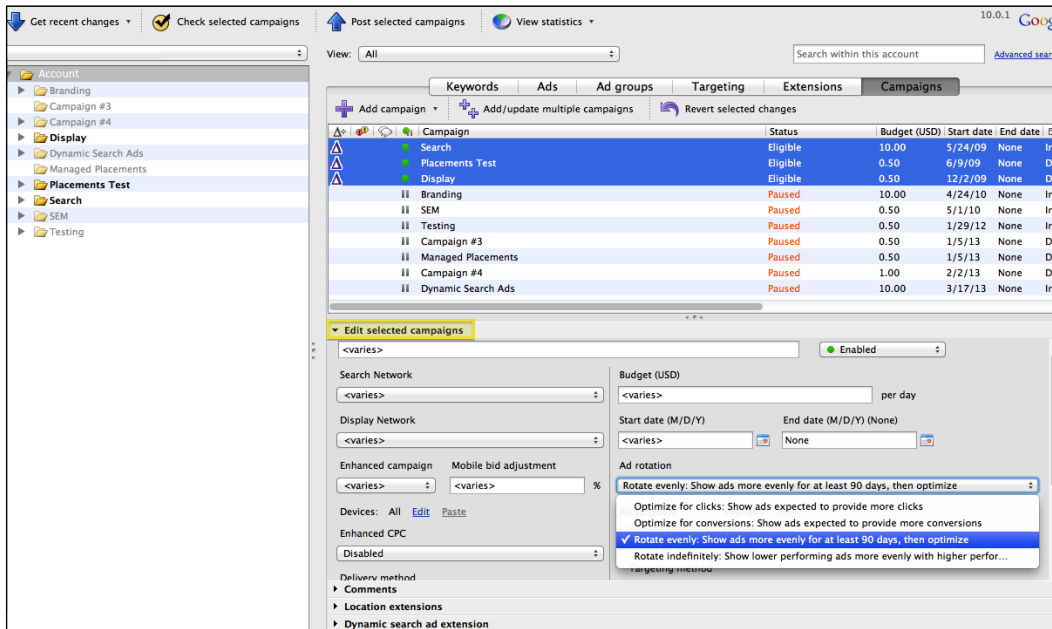 Get recent changes Check selected campaigns Post selected campaigns View statistics 10.0.1
View: All Search within this account Advanced
Account
Branding
Campaign #3
Campaign #4
Display
Dynamic Search Ads
Managed Placements
Placements Test
Search
SEM
Testing
Keywords Ads Ad groups Targeting Extensions Campaigns
Add campaign Add/update multiple campaigns Revert selected changes
Campaign Status Budget (USD) Start date End date
Search Eligible 10.00 5/24/09 None
Placements Test Eligible 0.50 6/9/09 None
Display Eligible 0.50 12/2/09 None
Branding Paused 10.00 4/24/10 None
SEM Paused 0.50 5/1/10 None
Testing Paused 0.50 1/29/12 None
Campaign #3 Paused 0.50 1/5/13 None
Managed Placements Paused 0.50 1/5/13 None
Campaign #4 Paused 1.00 2/2/13 None
Dynamic Search Ads Paused 10.00 3/17/13 None
Edit selected campaigns
<varies> Enabled
Search Network Budget (USD)
<varies> <varies> per day
Display Network Start date (M/D/Y) End date (M/D/Y) (None)
<varies> <varies> None
Enhanced campaign Mobile bid adjustment Ad rotation
<varies> <varies> % Rotate evenly: Show ads more evenly for at least 90 days, then optimize
Optimize for clicks: Show ads expected to provide more clicks
Devices: All Edit Paste
Optimize for conversions: Show ads expected to provide more conversions
Enhanced CPC
Rotate evenly: Show ads more evenly for at least 90 days, then optimize
Disabled
Rotate indefinitely: Show lower performing ads more evenly with higher perfor...
Delivery method Targeting method
Comments
Location extensions
Dynamic search ad extension